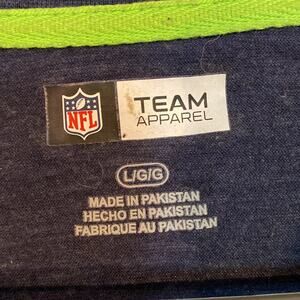 NFL
TEAM
APPAREL
L/G/G
MADE IN PAKISTAN
HECHO EN PAKISTAN
FABRIQUE AU PAKISTAN